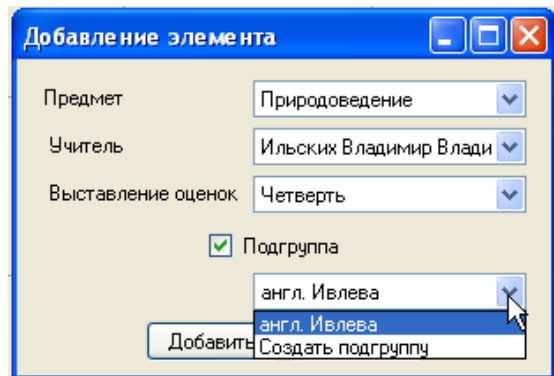 Добавление элемента
Предмет Природоведение
Учитель Ильских Владимир Влади
Выставление оценок Четверть
Подгруппа
англ. Ивлева
англ. Ивлева
Добавить Создать подгруппу